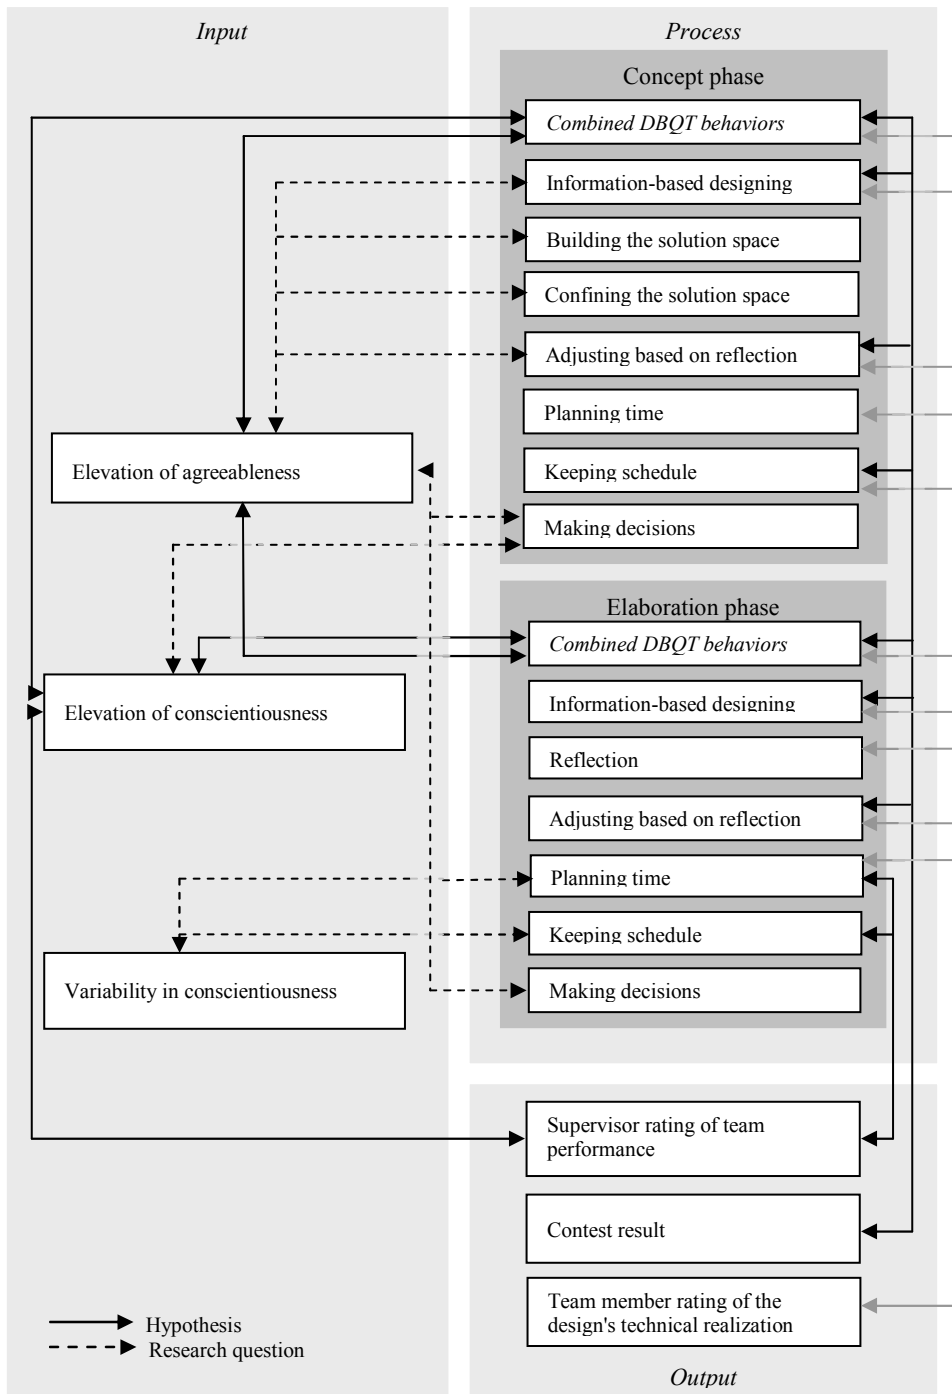 Input
Process
Concept phase
Combined DBQT behaviors
Information-based designing
Building the solution space
Confining the solution space
Adjusting based on reflection
Planning time
Elevation of agreeableness
Keeping schedule
Making decisions
Elaboration phase
Combined DBQT behaviors
Elevation of conscientiousness
Information-based designing
Reflection
Adjusting based on reflection
Planning time
Keeping schedule
Variability in conscientiousness
Making decisions
Supervisor rating of team
performance
Contest result
Team member rating of the
design's technical realization
Hypothesis
Research question
Output